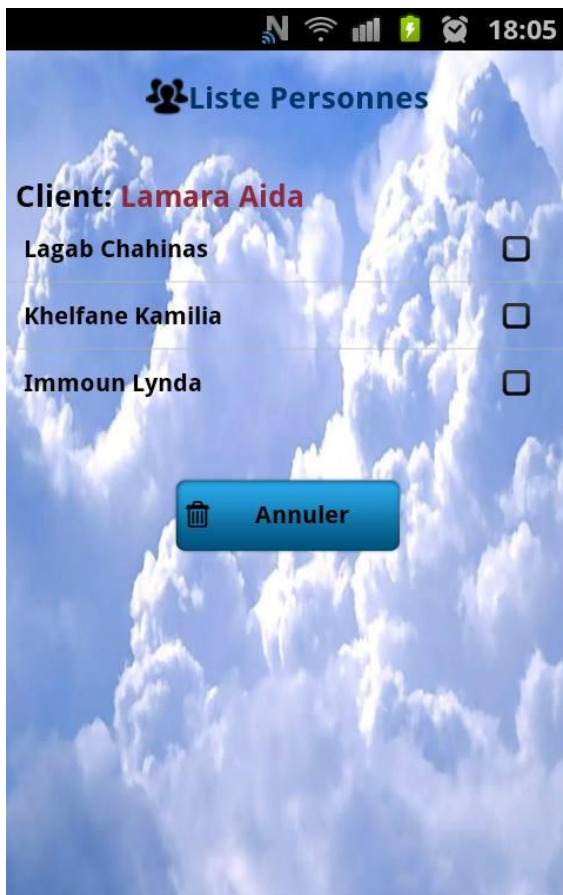 18:05
Liste Personnes
Client: Lamara Aida
Lagab Chahinas
Khelfane Kamilia
Immoun Lynda
Annuler